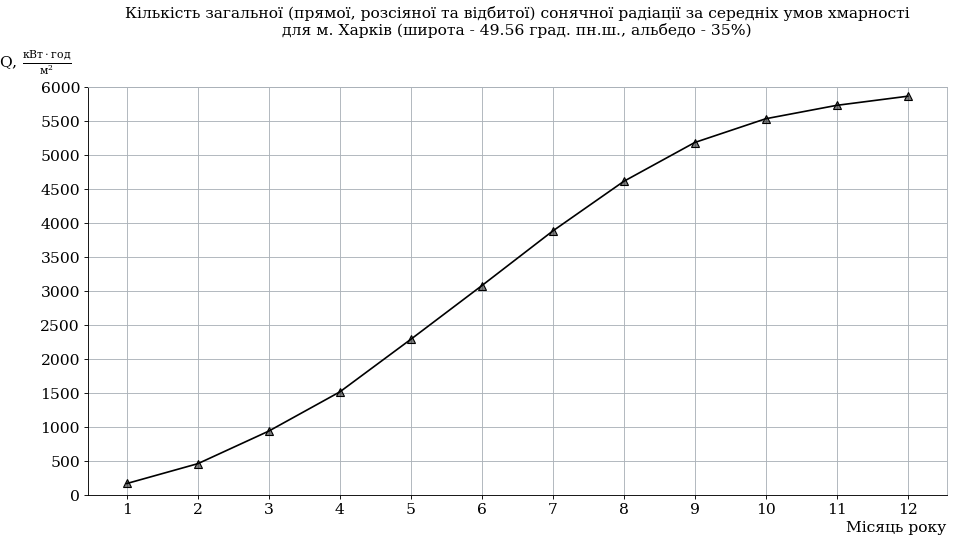 Кількість загальної (прямої, розсіяної та відбитої) сонячної радіації за середніх умов хмарності
для м. Харків (широта - 49.56 град. пн.ш., альбедо - 35%)
Q, кВт · год / м²
6000
5500
5000
4500
4000
3500
3000
2500
2000
1500
1000
500
0
1 2 3 4 5 6 7 8 9 10 11 12
Місяць року